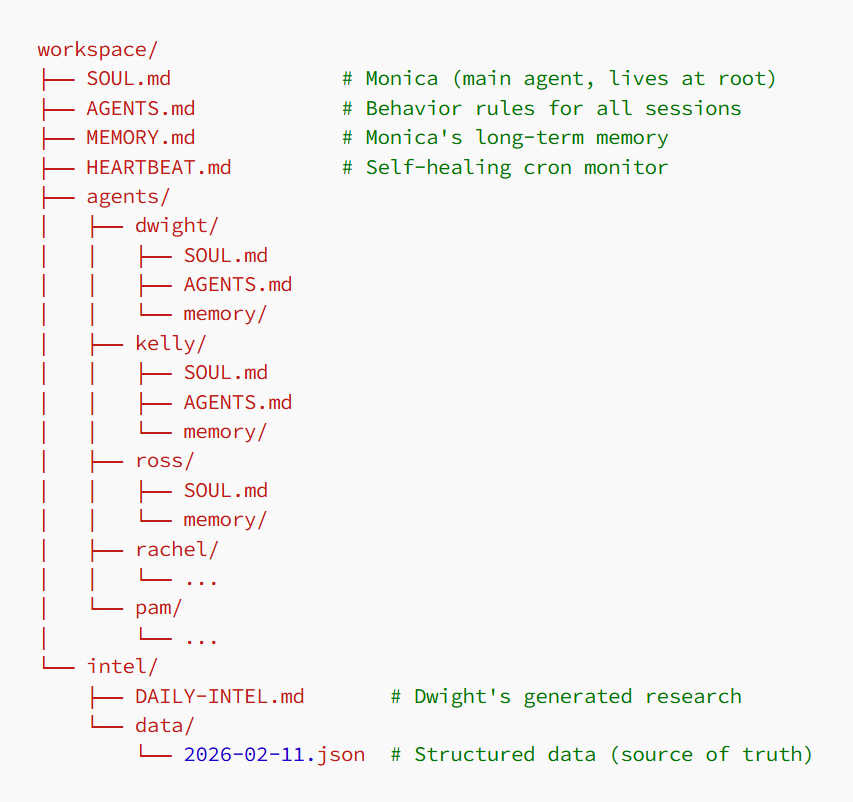 workspace/
├── SOUL.md              # Monica (main agent, lives at root)
├── AGENTS.md            # Behavior rules for all sessions
├── MEMORY.md            # Monica's long-term memory
├── HEARTBEAT.md         # Self-healing cron monitor
├── agents/
│   ├── dwight/
│   │   ├── SOUL.md
│   │   ├── AGENTS.md
│   │   └── memory/
│   ├── kelly/
│   │   ├── SOUL.md
│   │   ├── AGENTS.md
│   │   └── memory/
│   ├── ross/
│   │   ├── SOUL.md
│   │   └── memory/
│   ├── rachel/
│   │   └── ...
│   └── pam/
│       └── ...
└── intel/
    ├── DAILY-INTEL.md       # Dwight's generated research
    └── data/
        └── 2026-02-11.json  # Structured data (source of truth)